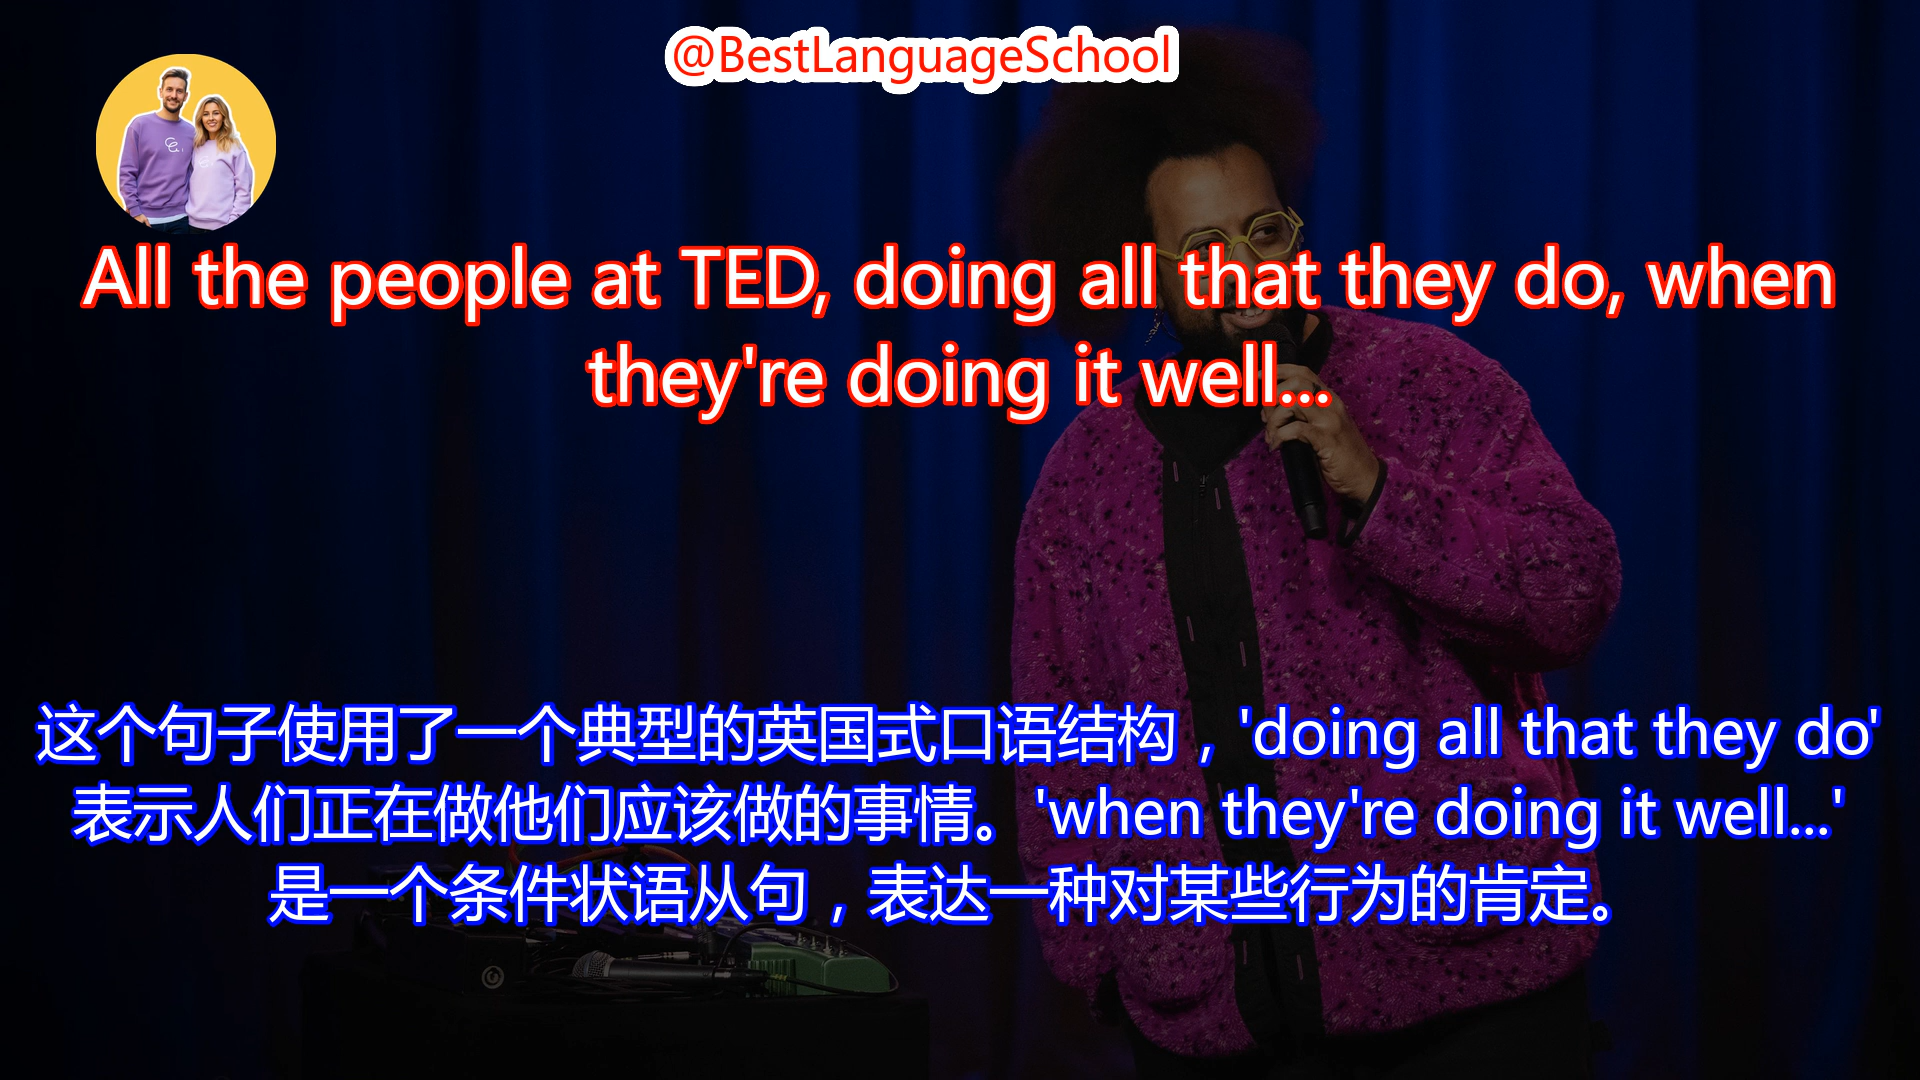 @BestLanguageSchool
All the people at TED, doing all that they do, when
they're doing it well...
这个句子使用了一个典型的英国式口语结构，'doing all that they do'
表示人们正在做他们应该做的事情。'when they're doing it well...'
是一个条件状语从句，表达一种对某些行为的肯定。